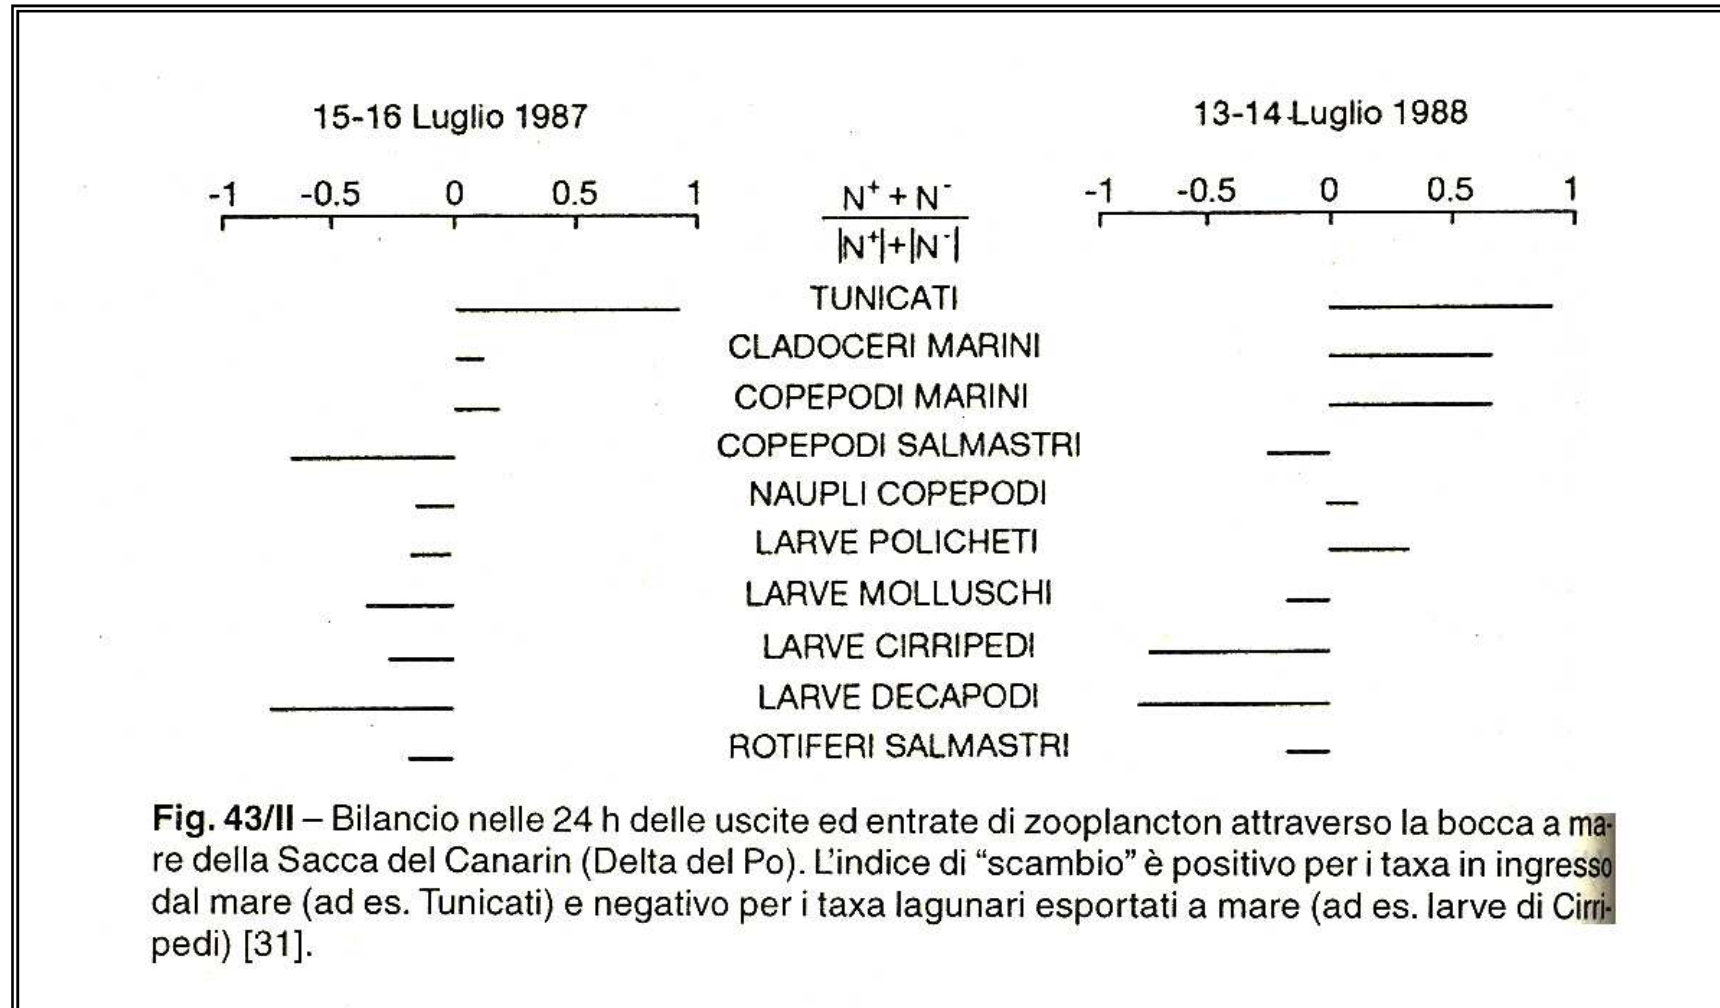 15-16 Luglio 1987
13-14 Luglio 1988
-1 -0.5 0 0.5 1
N⁺ + N⁻
|N⁺|+|N⁻|
-1 -0.5 0 0.5 1
TUNICATI
CLADOCERI MARINI
COPEPODI MARINI
COPEPODI SALMASTRI
NAUPLI COPEPODI
LARVE POLICHETI
LARVE MOLLUSCHI
LARVE CIRRIPEDI
LARVE DECAPODI
ROTIFERI SALMASTRI
Fig. 43/II – Bilancio nelle 24 h delle uscite ed entrate di zooplancton attraverso la bocca a ma-
re della Sacca del Canarin (Delta del Po). L'indice di “scambio” è positivo per i taxa in ingresso
dal mare (ad es. Tunicati) e negativo per i taxa lagunari esportati a mare (ad es. larve di Cirri-
pedi) [31].